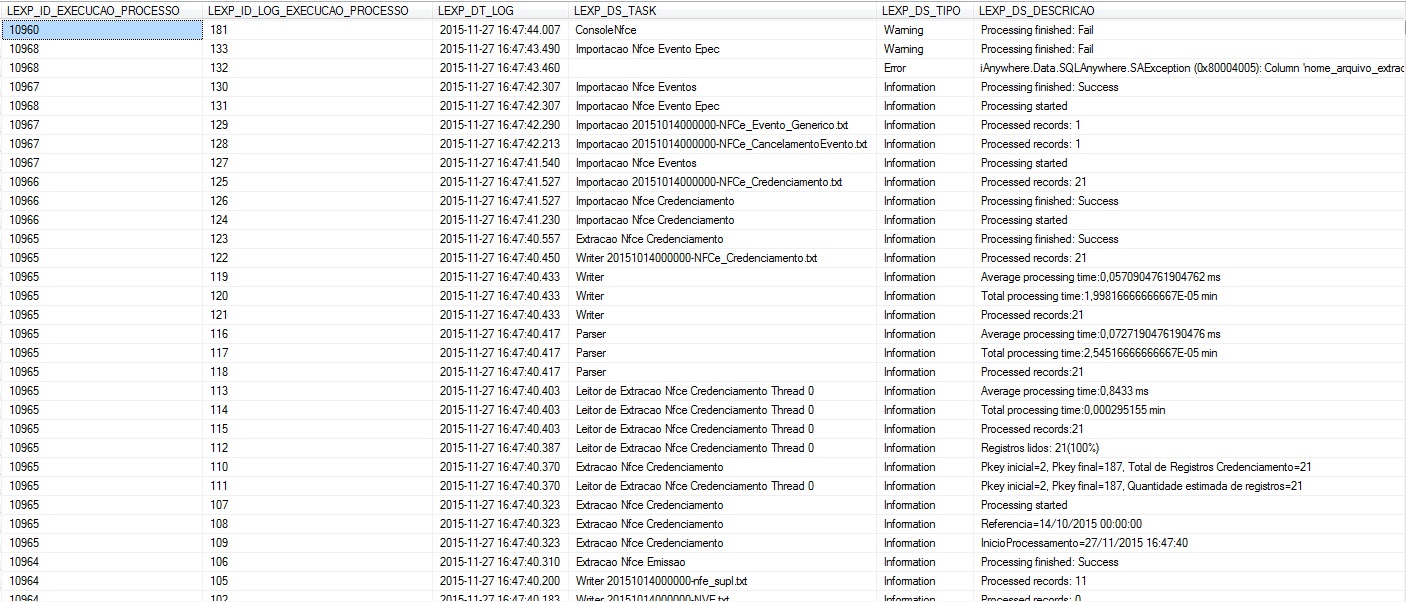 LEXP_ID_EXECUCAO_PROCESSO LEXP_ID_LOG_EXECUCAO_PROCESSO LEXP_DT_LOG LEXP_DS_TASK LEXP_DS_TIPO LEXP_DS_DESCRICAO
10960 181 2015-11-27 16:47:44.007 ConsoleNfce Warning Processing finished: Fail
10968 133 2015-11-27 16:47:43.490 Importacao Nfce Evento Epec Warning Processing finished: Fail
10968 132 2015-11-27 16:47:43.460 Error iAnywhere.Data.SQLAnywhere.SAException (0x80004005): Column 'nome_arquivo_extrac
10967 130 2015-11-27 16:47:42.307 Importacao Nfce Eventos Information Processing finished: Success
10968 131 2015-11-27 16:47:42.307 Importacao Nfce Evento Epec Information Processing started
10967 129 2015-11-27 16:47:42.290 Importacao 20151014000000-NFCe_Evento_Generico.txt Information Processed records: 1
10967 128 2015-11-27 16:47:42.213 Importacao 20151014000000-NFCe_CancelamentoEvento.txt Information Processed records: 1
10967 127 2015-11-27 16:47:41.540 Importacao Nfce Eventos Information Processing started
10966 125 2015-11-27 16:47:41.527 Importacao 20151014000000-NFCe_Credenciamento.txt Information Processed records: 21
10966 126 2015-11-27 16:47:41.527 Importacao Nfce Credenciamento Information Processing finished: Success
10966 124 2015-11-27 16:47:41.230 Importacao Nfce Credenciamento Information Processing started
10965 123 2015-11-27 16:47:40.557 Extracao Nfce Credenciamento Information Processing finished: Success
10965 122 2015-11-27 16:47:40.450 Writer 20151014000000-NFCe_Credenciamento.txt Information Processed records: 21
10965 119 2015-11-27 16:47:40.433 Writer Information Average processing time:0,0570904761904762 ms
10965 120 2015-11-27 16:47:40.433 Writer Information Total processing time:1,99816666666667E-05 min
10965 121 2015-11-27 16:47:40.433 Writer Information Processed records:21
10965 116 2015-11-27 16:47:40.417 Parser Information Average processing time:0,0727190476190476 ms
10965 117 2015-11-27 16:47:40.417 Parser Information Total processing time:2,54516666666667E-05 min
10965 118 2015-11-27 16:47:40.417 Parser Information Processed records:21
10965 113 2015-11-27 16:47:40.403 Leitor de Extracao Nfce Credenciamento Thread 0 Information Average processing time:0,8433 ms
10965 114 2015-11-27 16:47:40.403 Leitor de Extracao Nfce Credenciamento Thread 0 Information Total processing time:0,000295155 min
10965 115 2015-11-27 16:47:40.403 Leitor de Extracao Nfce Credenciamento Thread 0 Information Processed records:21
10965 112 2015-11-27 16:47:40.387 Leitor de Extracao Nfce Credenciamento Thread 0 Information Registros lidos: 21(100%)
10965 110 2015-11-27 16:47:40.370 Extracao Nfce Credenciamento Information Pkey inicial=2, Pkey final=187, Total de Registros Credenciamento=21
10965 111 2015-11-27 16:47:40.370 Leitor de Extracao Nfce Credenciamento Thread 0 Information Pkey inicial=2, Pkey final=187, Quantidade estimada de registros=21
10965 107 2015-11-27 16:47:40.323 Extracao Nfce Credenciamento Information Processing started
10965 108 2015-11-27 16:47:40.323 Extracao Nfce Credenciamento Information Referencia=14/10/2015 00:00:00
10965 109 2015-11-27 16:47:40.323 Extracao Nfce Credenciamento Information InicioProcessamento=27/11/2015 16:47:40
10964 106 2015-11-27 16:47:40.310 Extracao Nfce Emissao Information Processing finished: Success
10964 105 2015-11-27 16:47:40.200 Writer 20151014000000-nfe_supl.txt Information Processed records: 11
10964 102 2015-11-27 16:47:40.183 Writer 20151014000000-NVE.txt Information Processed records: 0